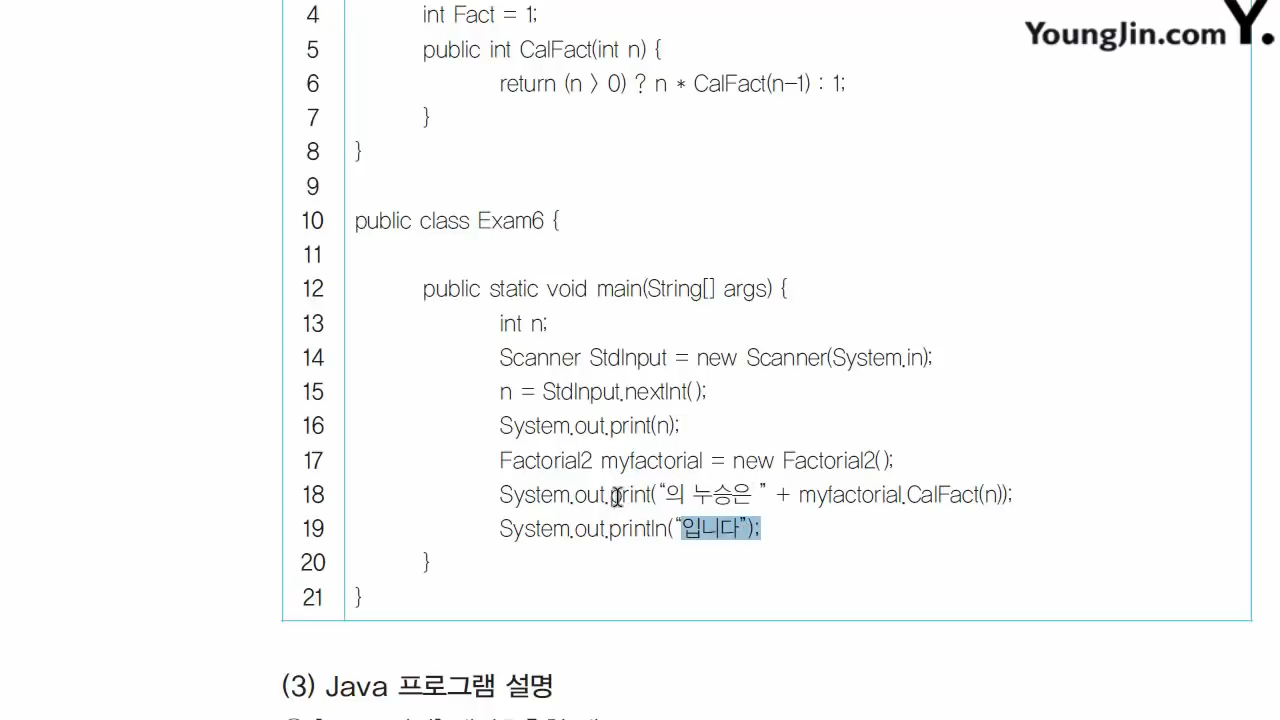 4 int Fact = 1;
YoungJin.com Y.
5 public int CalFact(int n) {
6 return (n > 0) ? n * CalFact(n-1) : 1;
7 }
8 }
9
10 public class Exam6 {
11
12 public static void main(String[] args) {
13 int n;
14 Scanner StdInput = new Scanner(System.in);
15 n = StdInput.nextInt();
16 System.out.print(n);
17 Factorial2 myfactorial = new Factorial2();
18 System.out.print(“의 누승은 ” + myfactorial.CalFact(n));
19 System.out.println(“입니다”);
20 }
21 }
(3) Java 프로그램 설명